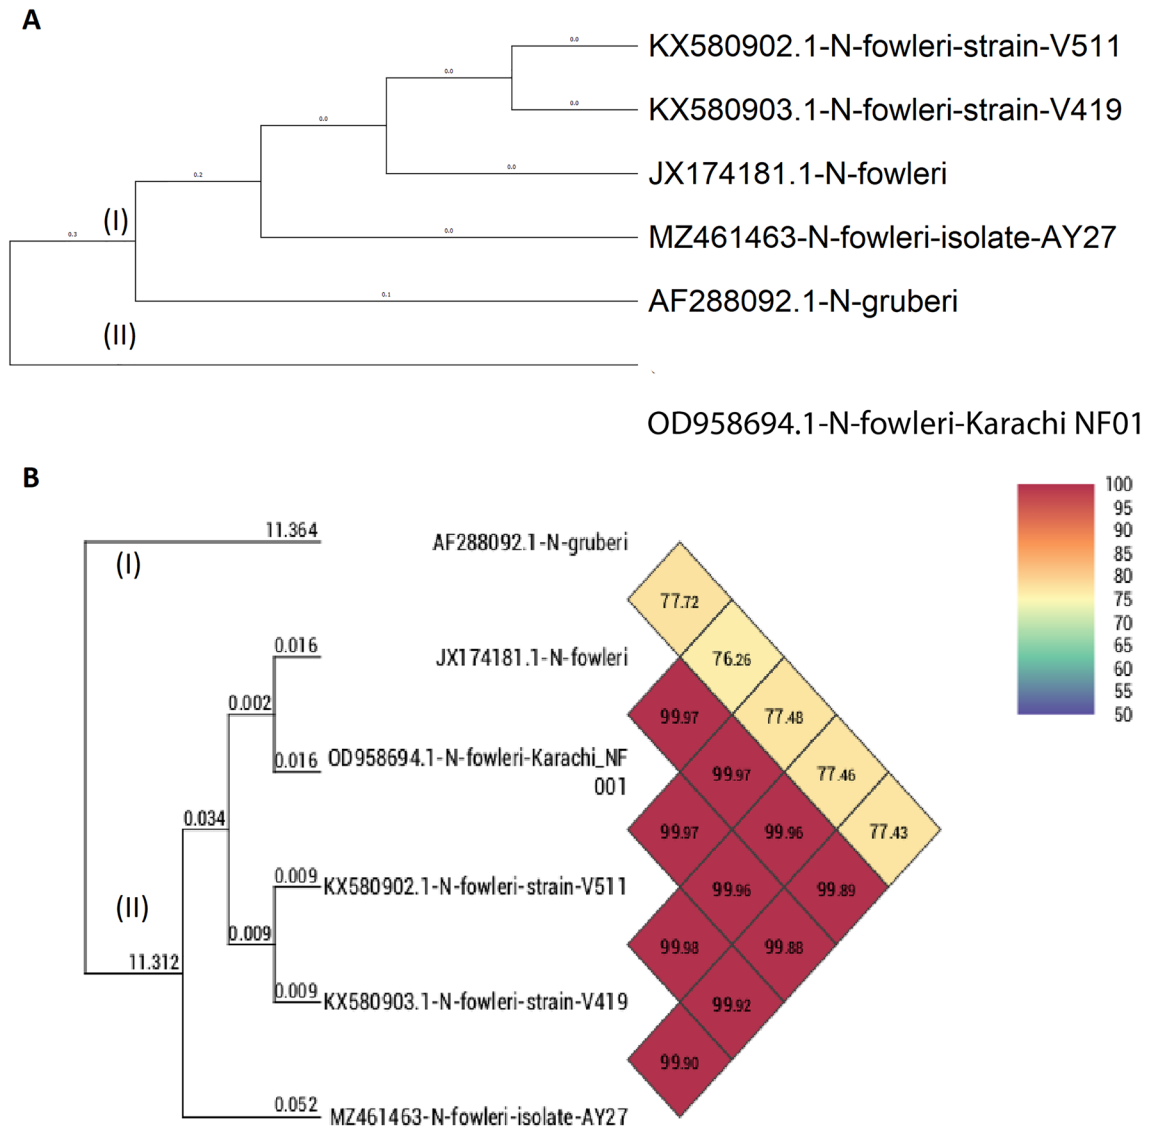 A
0.0
KX580902.1-N-fowleri-strain-V511
0.0
0.0
KX580903.1-N-fowleri-strain-V419
0.0
0.0
JX174181.1-N-fowleri
0.2
0.0
MZ461463-N-fowleri-isolate-AY27
(I)
0.3
0.1
AF288092.1-N-gruberi
(II)
OD958694.1-N-fowleri-Karachi NF01
B
100
95
90
85
80
75
70
65
60
55
50
11.364
AF288092.1-N-gruberi
(I)
77.72
0.016
JX174181.1-N-fowleri
76.26
0.002
99.97
77.48
0.016
OD958694.1-N-fowleri-Karachi_NF
001
99.97
77.46
0.034
99.97
99.96
77.43
0.009
KX580902.1-N-fowleri-strain-V511
99.96
99.89
(II)
0.009
99.98
99.88
11.312
0.009
KX580903.1-N-fowleri-strain-V419
99.92
99.90
0.052
MZ461463-N-fowleri-isolate-AY27